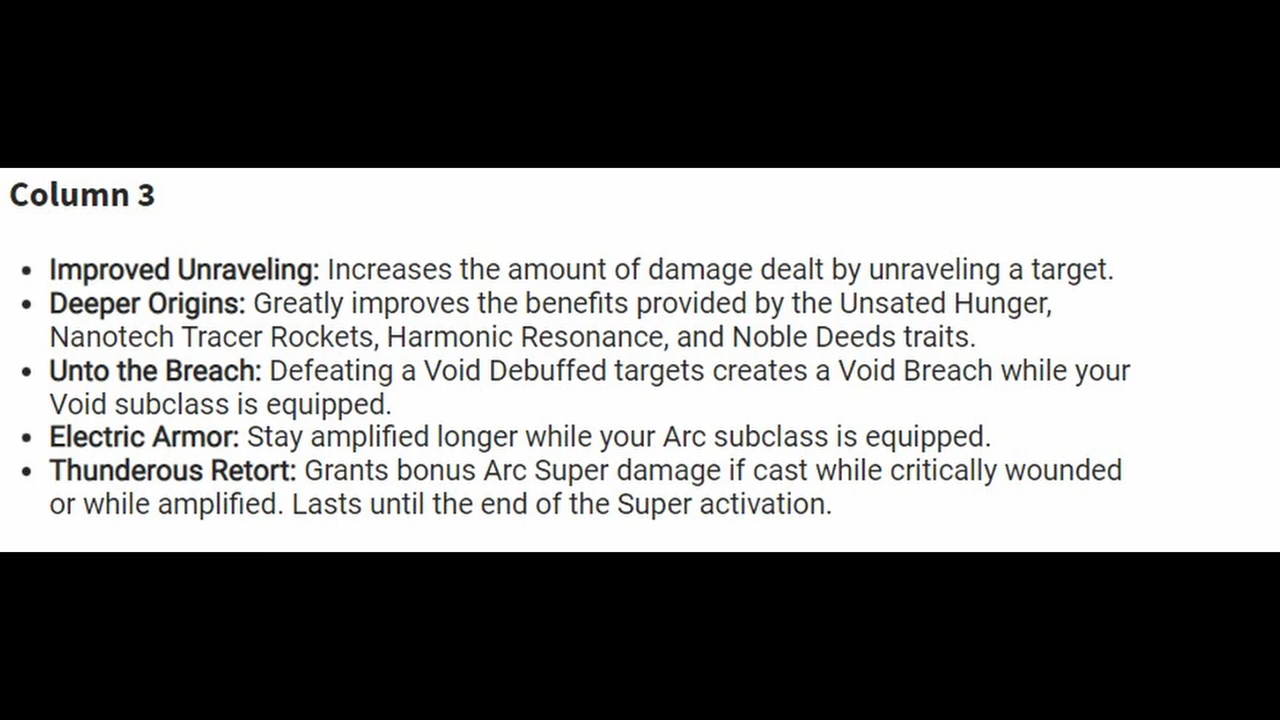 Column 3
• Improved Unraveling: Increases the amount of damage dealt by unraveling a target.
• Deeper Origins: Greatly improves the benefits provided by the Unsated Hunger,
Nanotech Tracer Rockets, Harmonic Resonance, and Noble Deeds traits.
• Unto the Breach: Defeating a Void Debuffed targets creates a Void Breach while your
Void subclass is equipped.
• Electric Armor: Stay amplified longer while your Arc subclass is equipped.
• Thunderous Retort: Grants bonus Arc Super damage if cast while critically wounded
or while amplified. Lasts until the end of the Super activation.